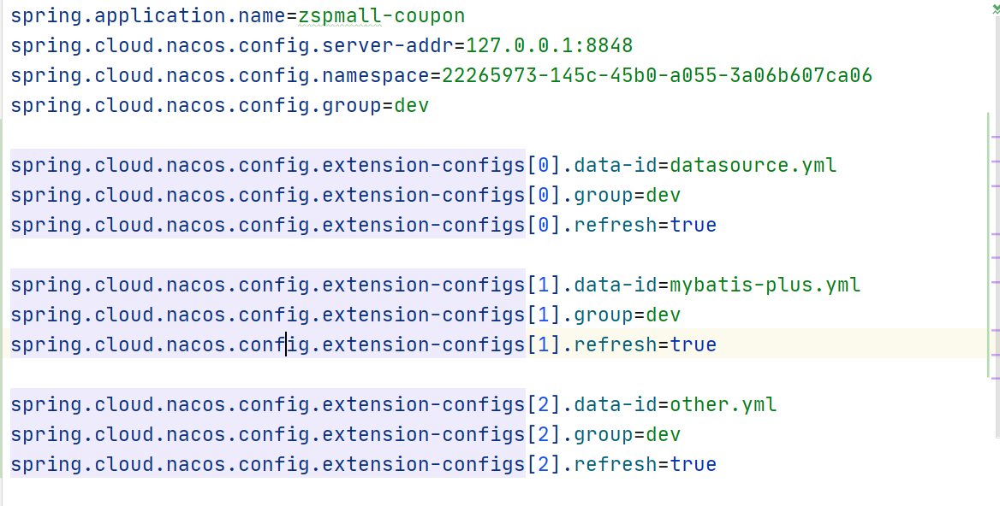 spring.application.name=zspmall-coupon
spring.cloud.nacos.config.server-addr=127.0.0.1:8848
spring.cloud.nacos.config.namespace=22265973-145c-45b0-a055-3a06b607ca06
spring.cloud.nacos.config.group=dev
spring.cloud.nacos.config.extension-configs[0].data-id=datasource.yml
spring.cloud.nacos.config.extension-configs[0].group=dev
spring.cloud.nacos.config.extension-configs[0].refresh=true
spring.cloud.nacos.config.extension-configs[1].data-id=mybatis-plus.yml
spring.cloud.nacos.config.extension-configs[1].group=dev
spring.cloud.nacos.config.extension-configs[1].refresh=true
spring.cloud.nacos.config.extension-configs[2].data-id=other.yml
spring.cloud.nacos.config.extension-configs[2].group=dev
spring.cloud.nacos.config.extension-configs[2].refresh=true